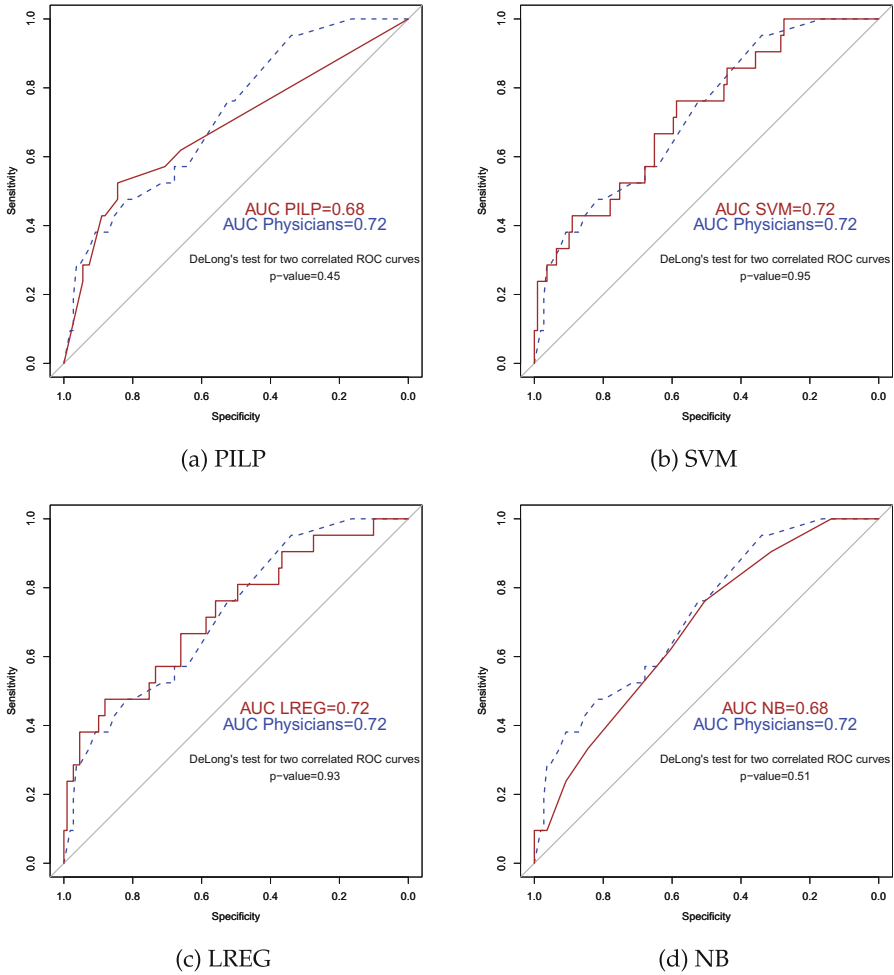 1.0
0.8
0.6
0.4
0.2
0.0
Sensitivity
AUC PILP=0.68
AUC Physicians=0.72
DeLong's test for two correlated ROC curves
p−value=0.45
1.0 0.8 0.6 0.4 0.2 0.0
Specificity
(a) PILP
1.0
0.8
0.6
0.4
0.2
0.0
Sensitivity
AUC SVM=0.72
AUC Physicians=0.72
DeLong's test for two correlated ROC curves
p−value=0.95
1.0 0.8 0.6 0.4 0.2 0.0
Specificity
(b) SVM
1.0
0.8
0.6
0.4
0.2
0.0
Sensitivity
AUC LREG=0.72
AUC Physicians=0.72
DeLong's test for two correlated ROC curves
p−value=0.93
1.0 0.8 0.6 0.4 0.2 0.0
Specificity
(c) LREG
1.0
0.8
0.6
0.4
0.2
0.0
Sensitivity
AUC NB=0.68
AUC Physicians=0.72
DeLong's test for two correlated ROC curves
p−value=0.51
1.0 0.8 0.6 0.4 0.2 0.0
Specificity
(d) NB